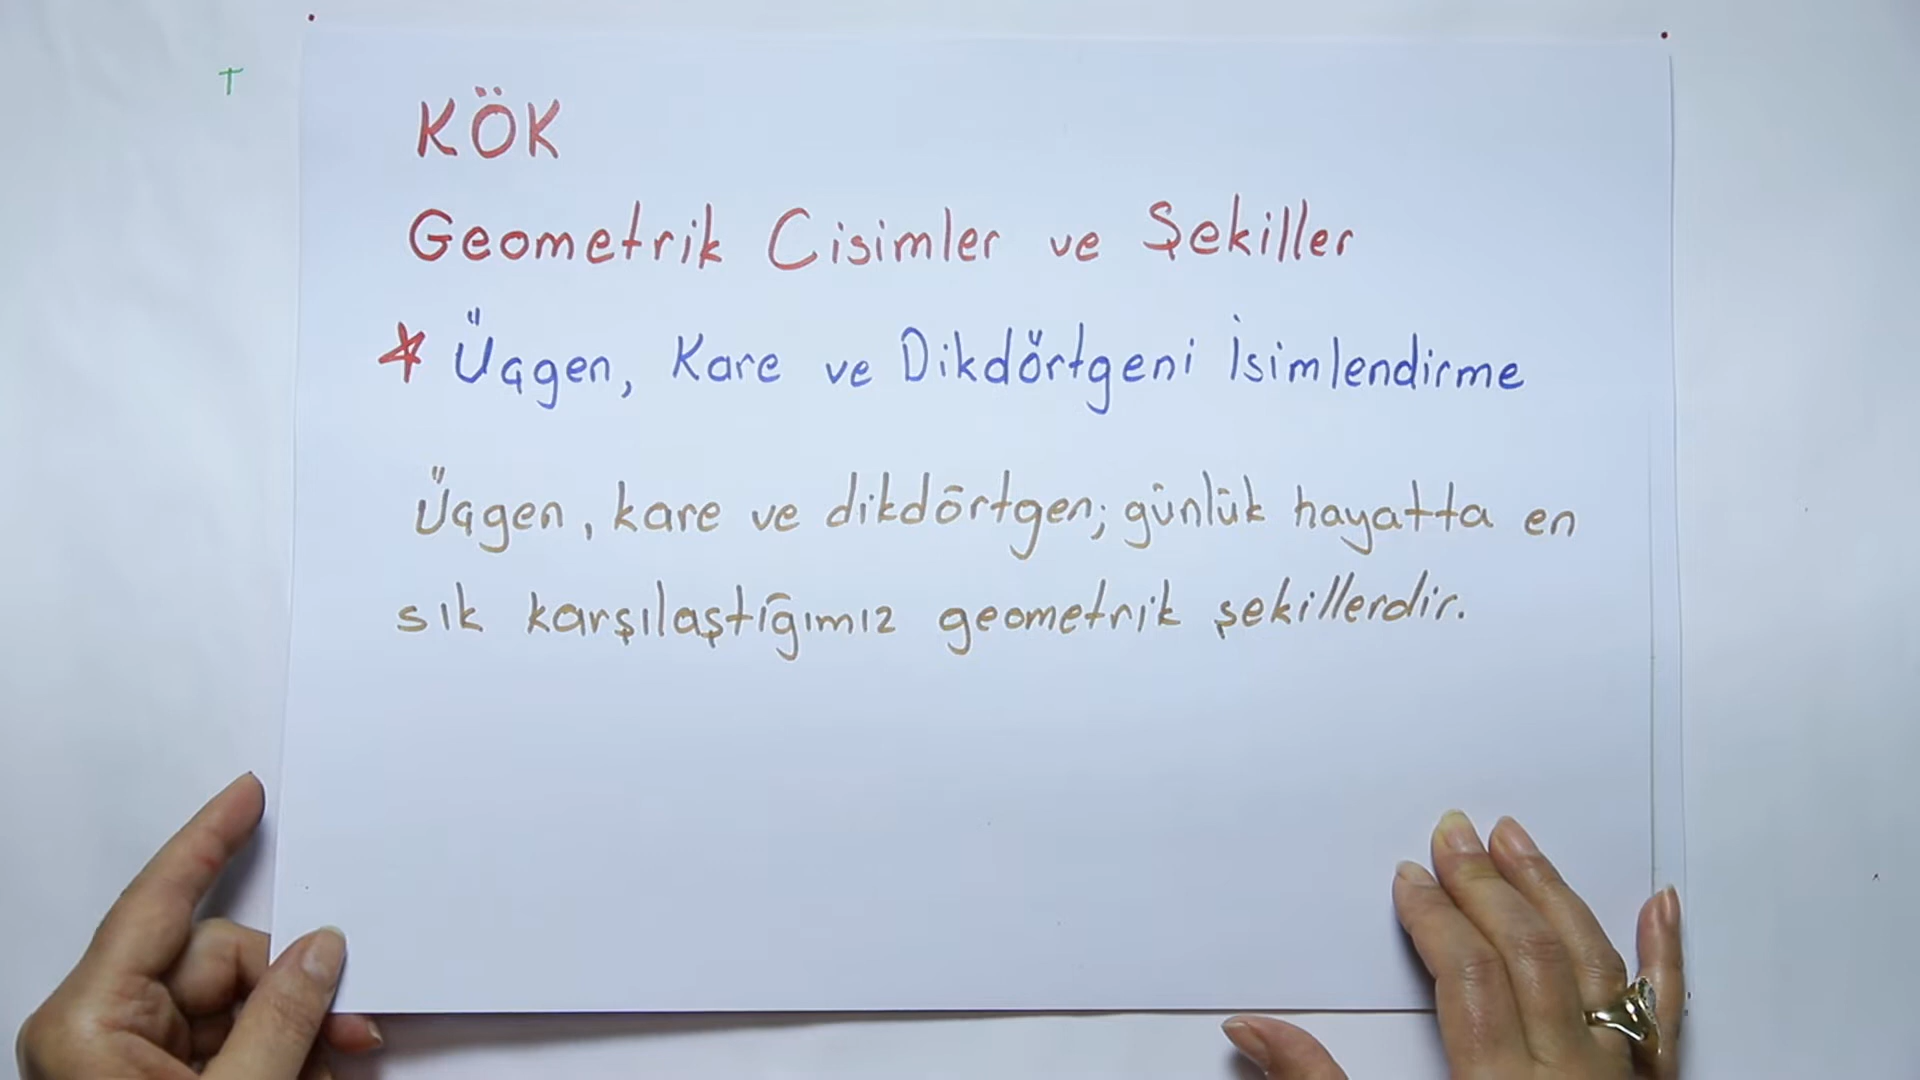 T
KÖK
Geometrik Cisimler ve Şekiller
Üçgen, Kare ve Dikdörtgeni İsimlendirme
Üçgen, kare ve dikdörtgen; günlük hayatta en
sık karşılaştığımız geometrik şekillerdir.